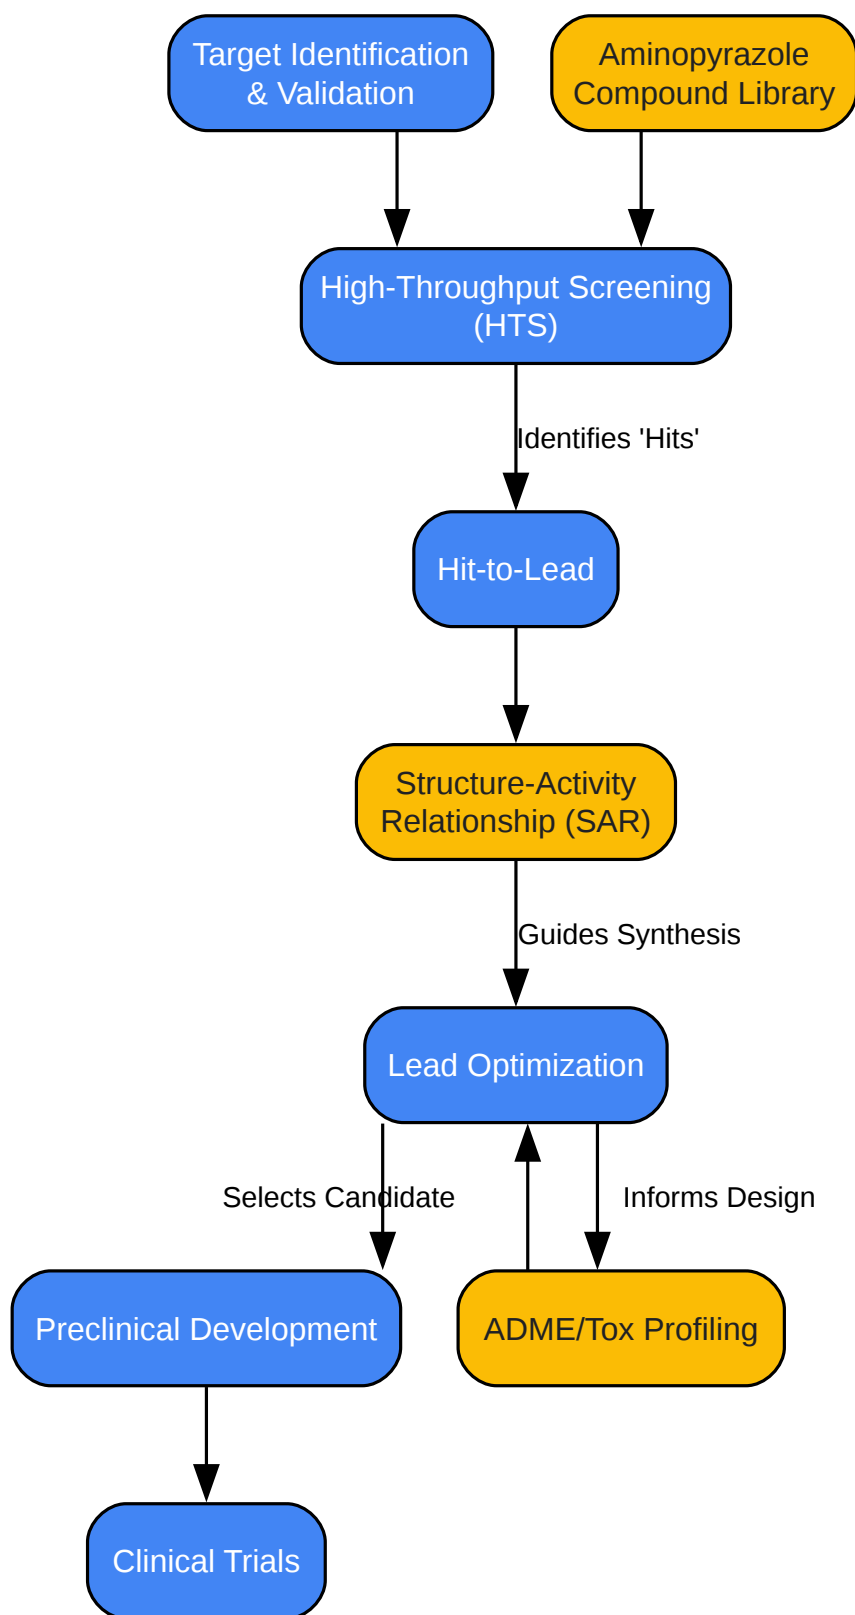 Target Identification
& Validation
Aminopyrazole
Compound Library
High-Throughput Screening
(HTS)
Identifies 'Hits'
Hit-to-Lead
Structure-Activity
Relationship (SAR)
Guides Synthesis
Lead Optimization
Selects Candidate
Informs Design
Preclinical Development
ADME/Tox Profiling
Clinical Trials